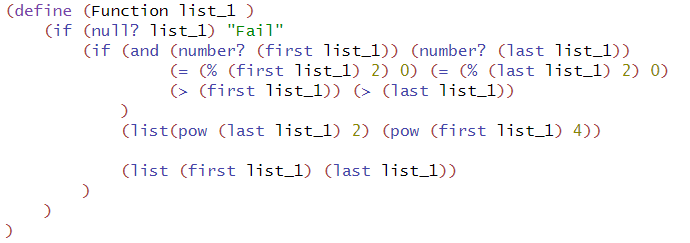 (define (Function list_1 )
    (if (null? list_1) "Fail"
        (if (and (number? (first list_1)) (number? (last list_1))
                 (= (% (first list_1) 2) 0) (= (% (last list_1) 2) 0)
                 (> (first list_1)) (> (last list_1))
            )
            (list(pow (last list_1) 2) (pow (first list_1) 4))

            (list (first list_1) (last list_1))
        )
    )
)